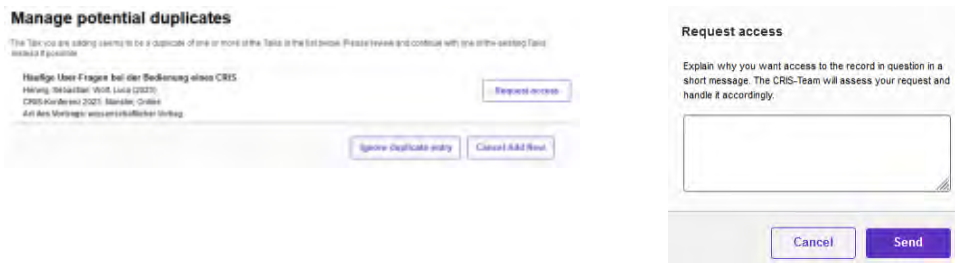 Manage potential duplicates
The Talk you are adding seems to be a duplicate of one or more of the Talks in the list below. Please review and continue with one of the existing Talks
instead if possible.
Häufige User-Fragen bei der Bedienung eines CRIS
Herwig, Sebastian; Wolf, Luca (2021)
CRIS-Konferenz 2021, Münster, Online
Art des Vortrags: wissenschaftlicher Vortrag
Request access
Ignore duplicate entry
Cancel Add New
Request access
Explain why you want access to the record in question in a
short message. The CRIS-Team will assess your request and
handle it accordingly.
Cancel
Send